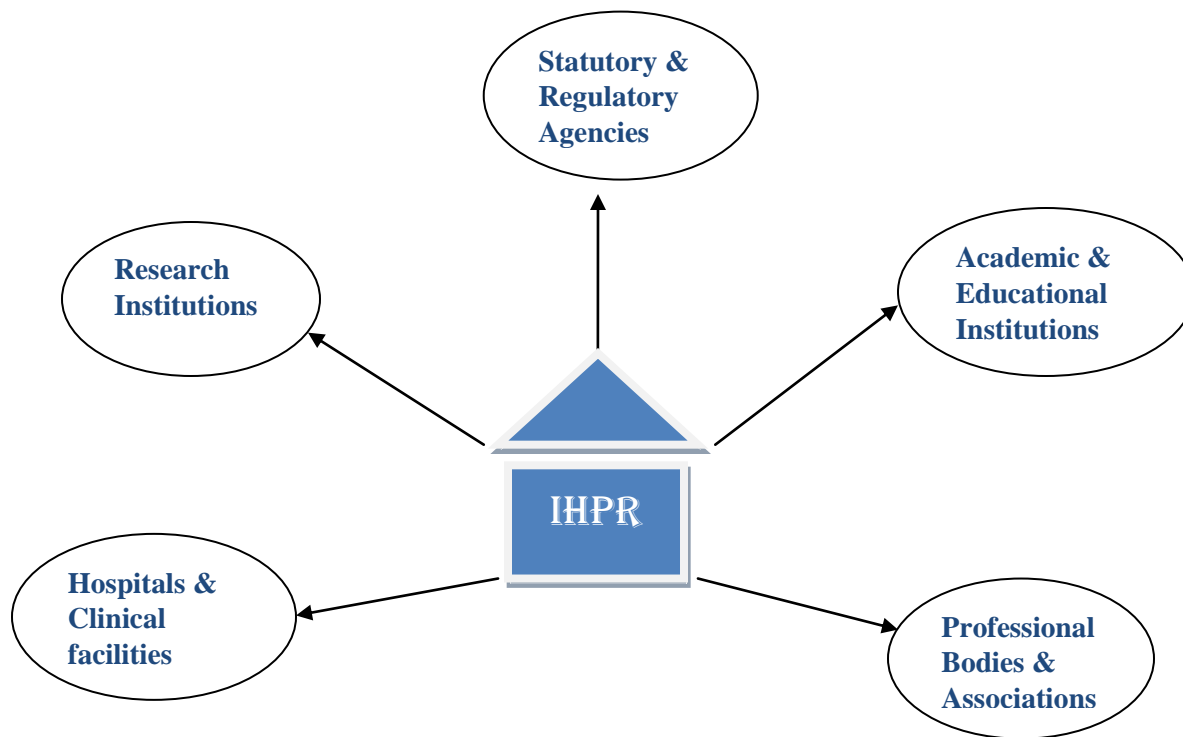 Statutory &
Regulatory
Agencies
Research
Institutions
Academic &
Educational
Institutions
IHPR
Hospitals &
Clinical
facilities
Professional
Bodies &
Associations